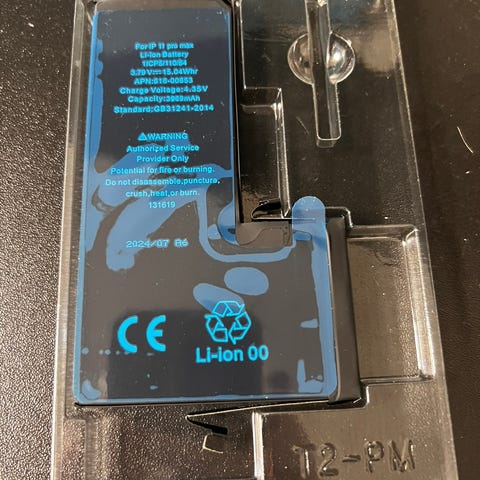 For IP 11 pro max
Li-ion Battery
1ICP5/110/64
3.79V⎓15.04Whr
APN:616-00653
Charge Voltage:4.35V
Capacity:3969mAh
Standard:GB31241-2014
⚠WARNING
Authorized Service
Provider Only
Potential for fire or burning.
Do not disassemble,puncture,
crush,heat,or burn.
131619
2024/07 A6
CE
Li-ion 00
T2-PM